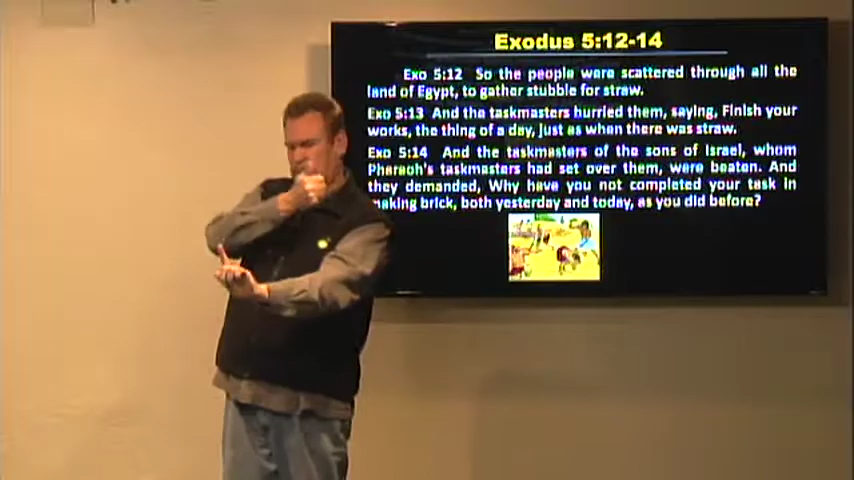 Exodus 5:12-14
Exo 5:12 So the people were scattered through all the
land of Egypt, to gather stubble for straw.
Exo 5:13 And the taskmasters hurried them, saying, Finish your
works, the thing of a day, just as when there was straw.
Exo 5:14 And the taskmasters of the sons of Israel, whom
Pharaoh's taskmasters had set over them, were beaten. And
they demanded, Why have you not completed your task in
making brick, both yesterday and today, as you did before?